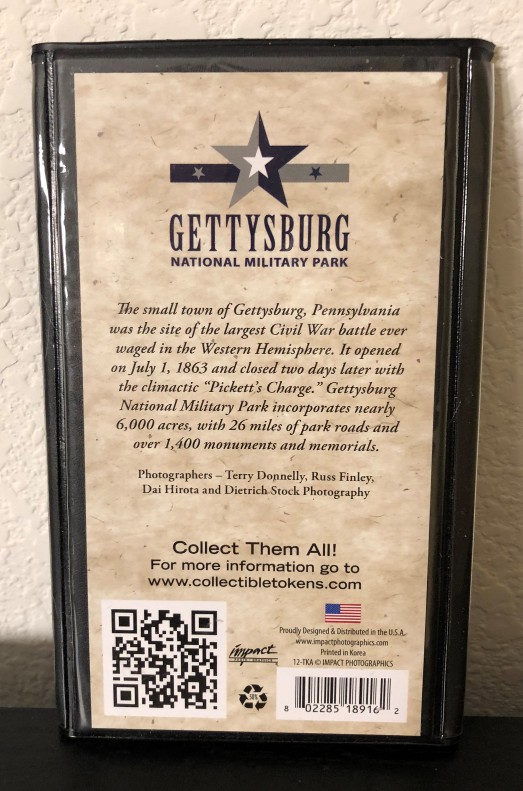 GETTYSBURG
NATIONAL MILITARY PARK
The small town of Gettysburg, Pennsylvania
was the site of the largest Civil War battle ever
waged in the Western Hemisphere. It opened
on July 1, 1863 and closed two days later with
the climactic “Pickett’s Charge.” Gettysburg
National Military Park incorporates nearly
6,000 acres, with 26 miles of park roads and
over 1,400 monuments and memorials.
Photographers – Terry Donnelly, Russ Finley,
Dai Hirota and Dietrich Stock Photography
Collect Them All!
For more information go to
www.collectibletokens.com
impact
Proudly Designed & Distributed in the U.S.A.
www.impactphotographics.com
Printed in Korea
12-TKA © IMPACT PHOTOGRAPHICS
8 02285 18916 2